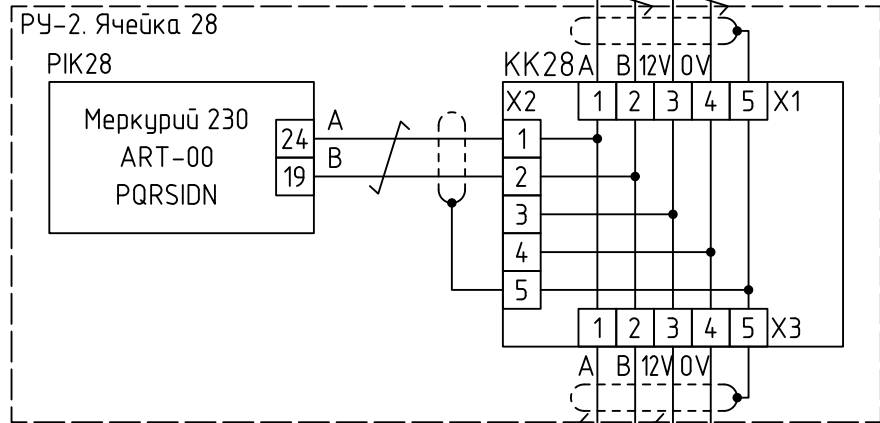 РУ-2. Ячейка 28
PIK28
Меркурий 230
ART-00
PQRSIDN
24
19
A
B
KK28
A B 12V 0V
X2
1 2 3 4 5
X1
1
2
3
4
5
1 2 3 4 5
X3
A B 12V 0V